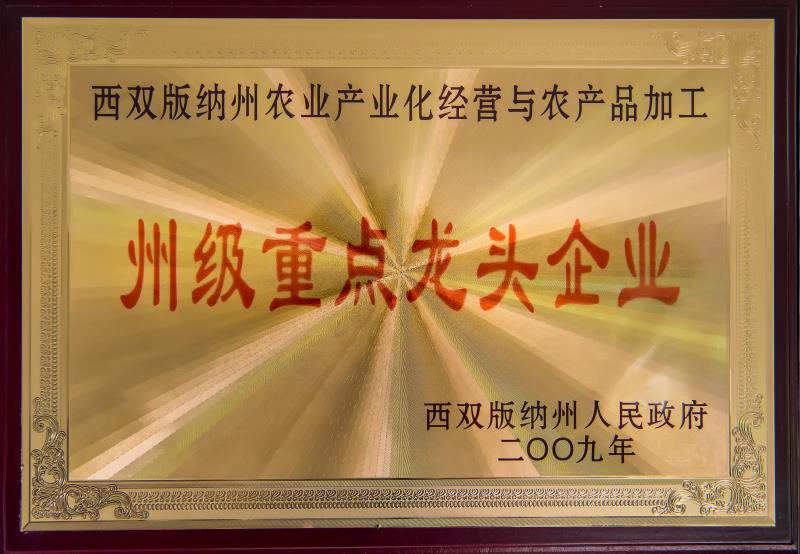 西双版纳州农业产业化经营与农产品加工
州级重点龙头企业
西双版纳州人民政府
二〇〇九年